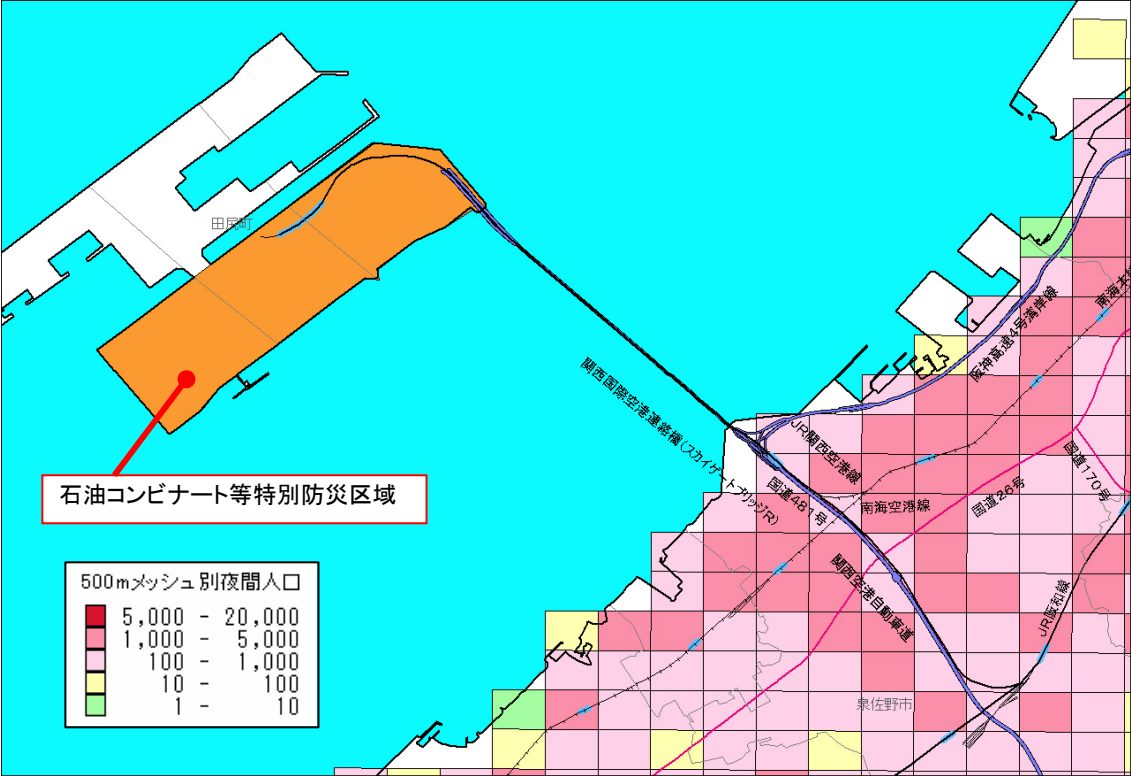 田尻町
阪神高速4号湾岸線
南海本
関西国際空港連絡橋(スカイゲートブリッジR)
JR関西空港線
国道170号
国道481号
南海空港線
国道26号
石油コンビナート等特別防災区域
関西空港自動車道
JR阪和線
泉佐野市
500mメッシュ別夜間人口
5,000 - 20,000
1,000 - 5,000
100 - 1,000
10 - 100
1 - 10